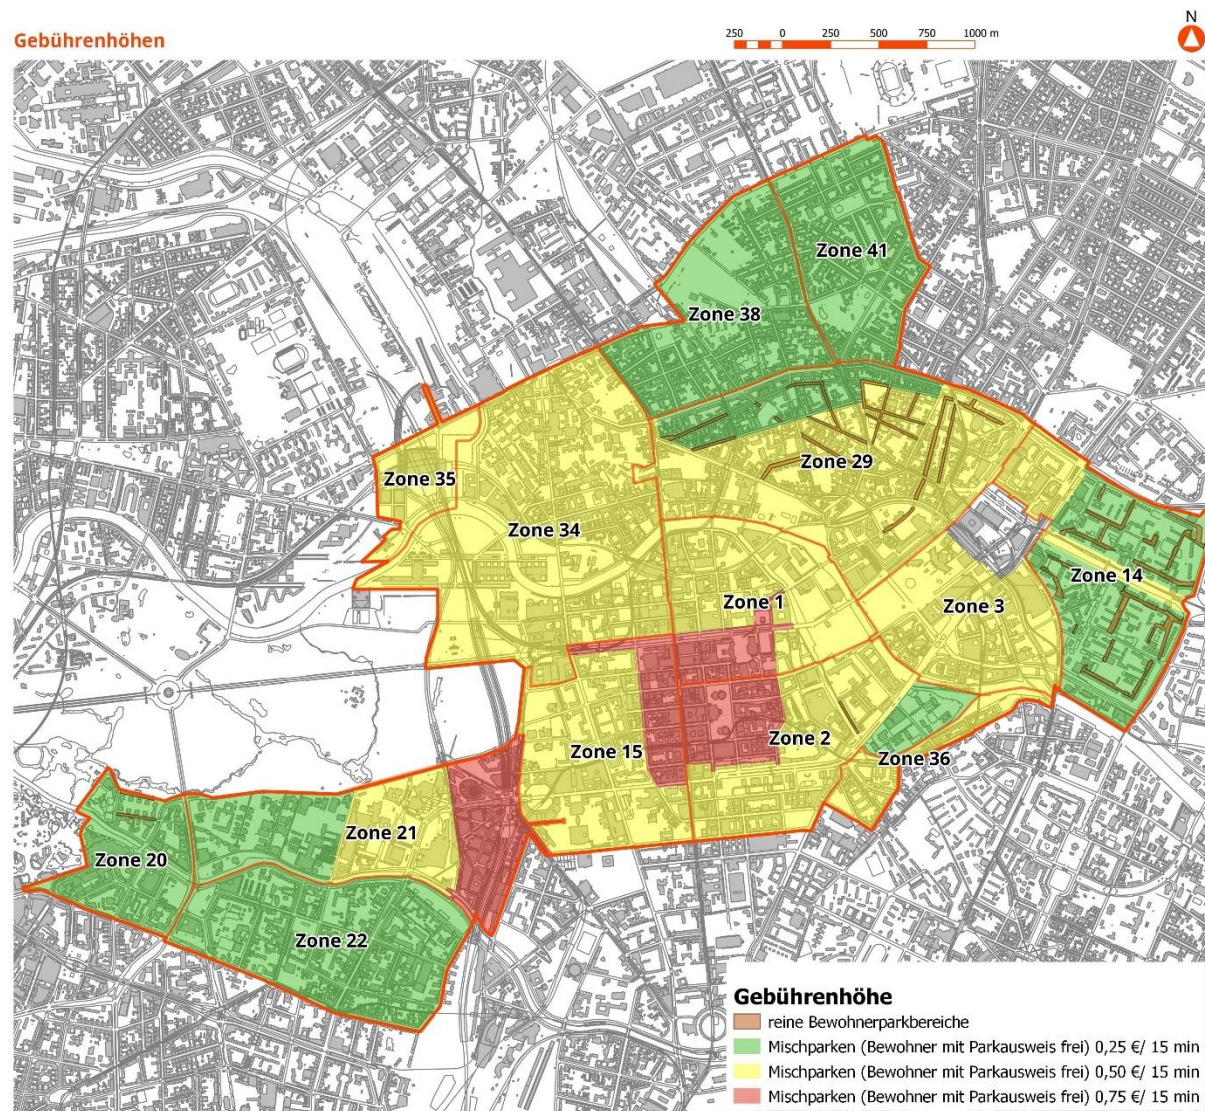 Gebührenhöhen
250 0 250 500 750 1000 m
N
Zone 41
Zone 38
Zone 29
Zone 35
Zone 34
Zone 14
Zone 1
Zone 3
Zone 15
Zone 2
Zone 36
Zone 21
Zone 20
Zone 22
Gebührenhöhe
reine Bewohnerparkbereiche
Mischparken (Bewohner mit Parkausweis frei) 0,25 €/ 15 min
Mischparken (Bewohner mit Parkausweis frei) 0,50 €/ 15 min
Mischparken (Bewohner mit Parkausweis frei) 0,75 €/ 15 min